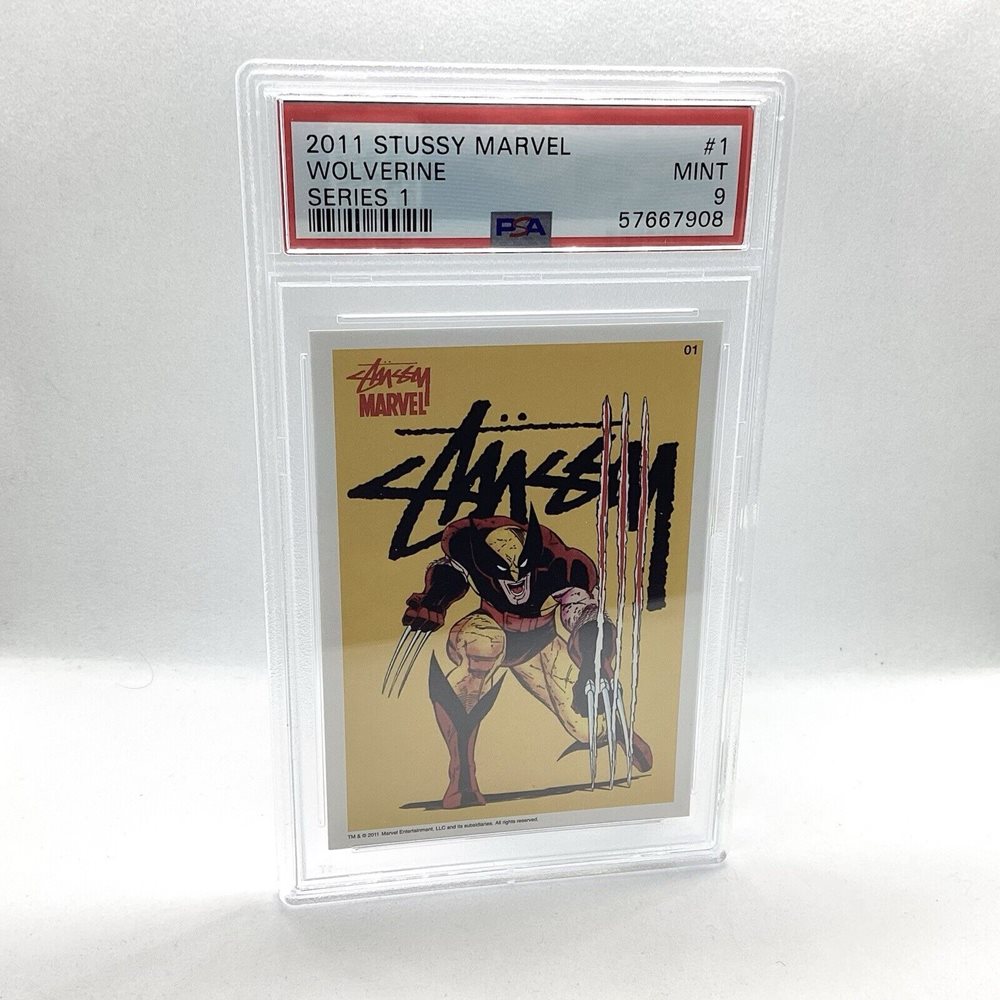 2011 STUSSY MARVEL #1
WOLVERINE MINT
SERIES 1 9
PSA 57667908
01
STÜSSY
MARVEL
STÜSSY
TM & © 2011 Marvel Entertainment, LLC and its subsidiaries. All rights reserved.